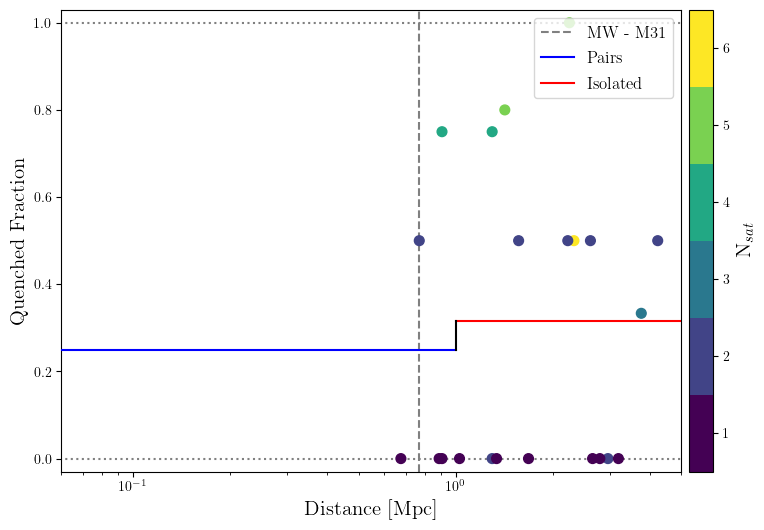 1.0
0.8
0.6
0.4
0.2
0.0
Quenched Fraction
10⁻¹
10⁰
Distance [Mpc]
MW - M31
Pairs
Isolated
6
5
4
3
2
1
N_sat